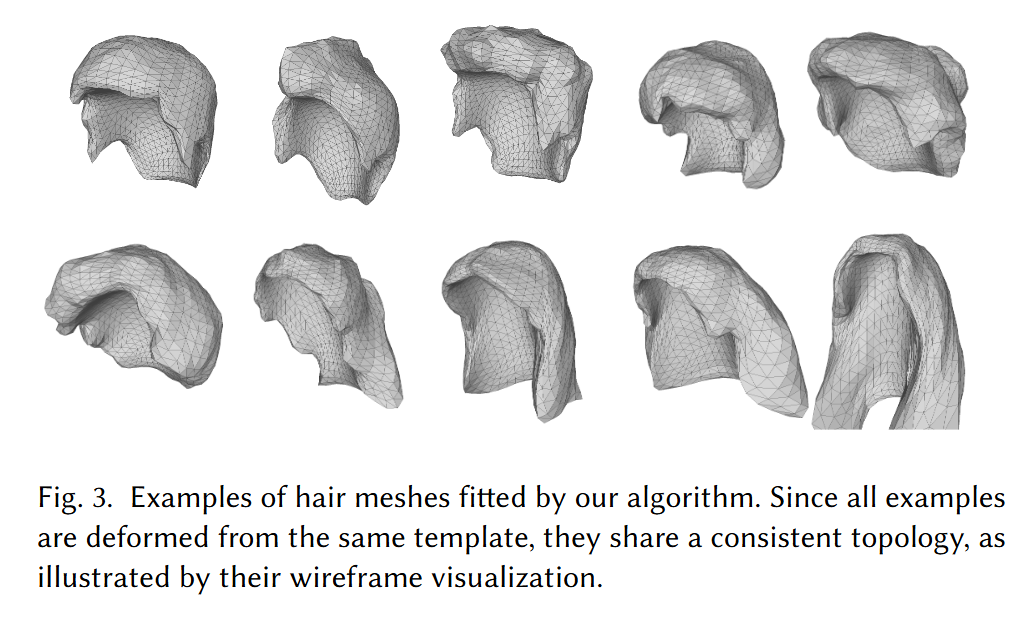 Fig. 3. Examples of hair meshes fitted by our algorithm. Since all examples
are deformed from the same template, they share a consistent topology, as
illustrated by their wireframe visualization.